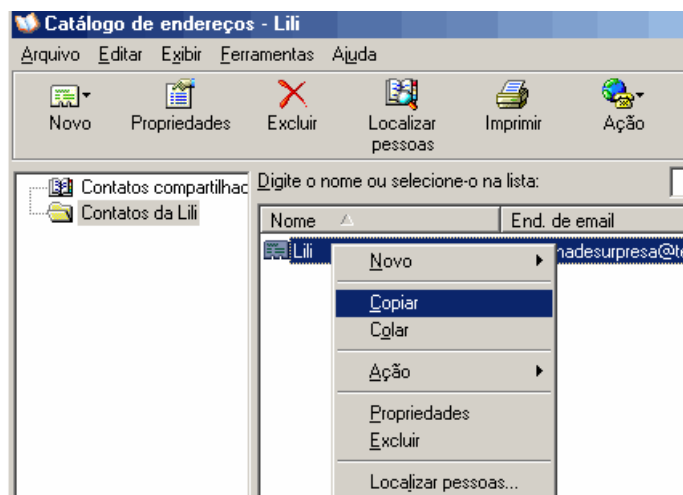 Catálogo de endereços - Lili
Arquivo Editar Exibir Ferramentas Ajuda
Novo Propriedades Excluir Localizar pessoas Imprimir Ação
Contatos compartilhac
Contatos da Lili
Digite o nome ou selecione-o na lista:
Nome End. de email
Lili nadesurpresa@te
Novo
Copiar
Colar
Ação
Propriedades
Excluir
Localizar pessoas...